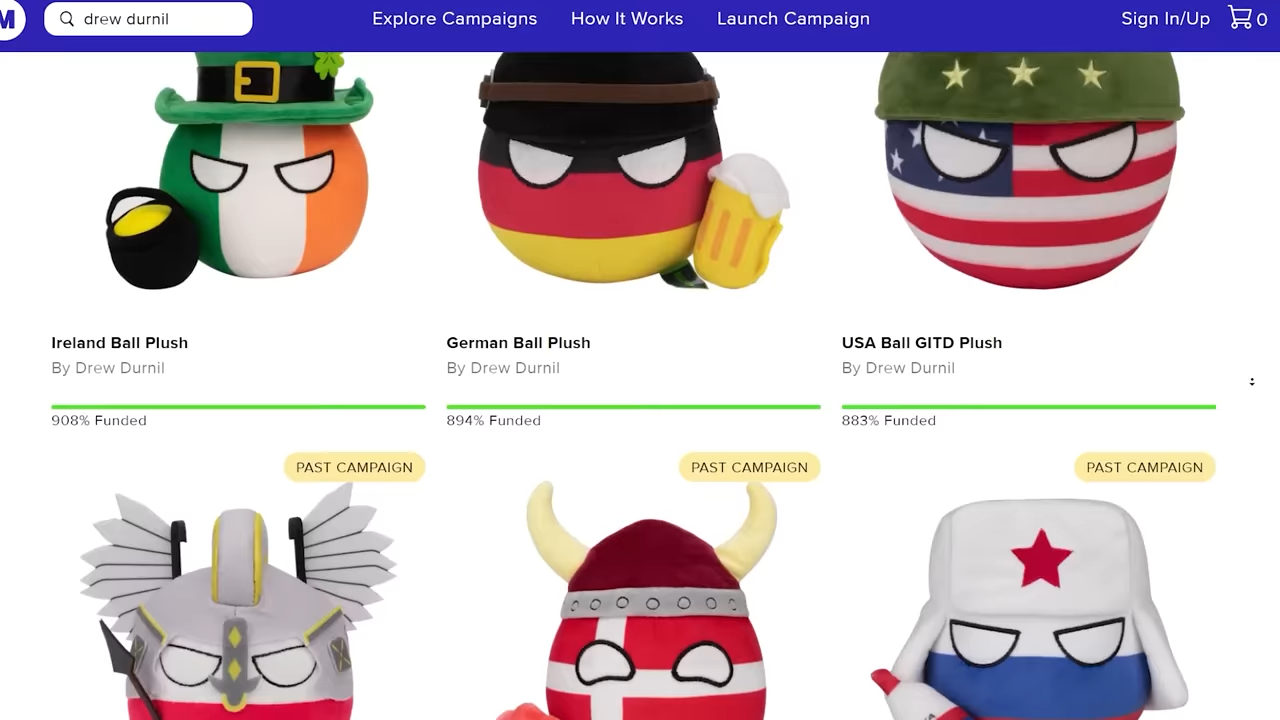 M
drew durnil
Explore Campaigns
How It Works
Launch Campaign
Sign In/Up
0
Ireland Ball Plush
By Drew Durnil
908% Funded
German Ball Plush
By Drew Durnil
894% Funded
USA Ball GITD Plush
By Drew Durnil
883% Funded
PAST CAMPAIGN
PAST CAMPAIGN
PAST CAMPAIGN